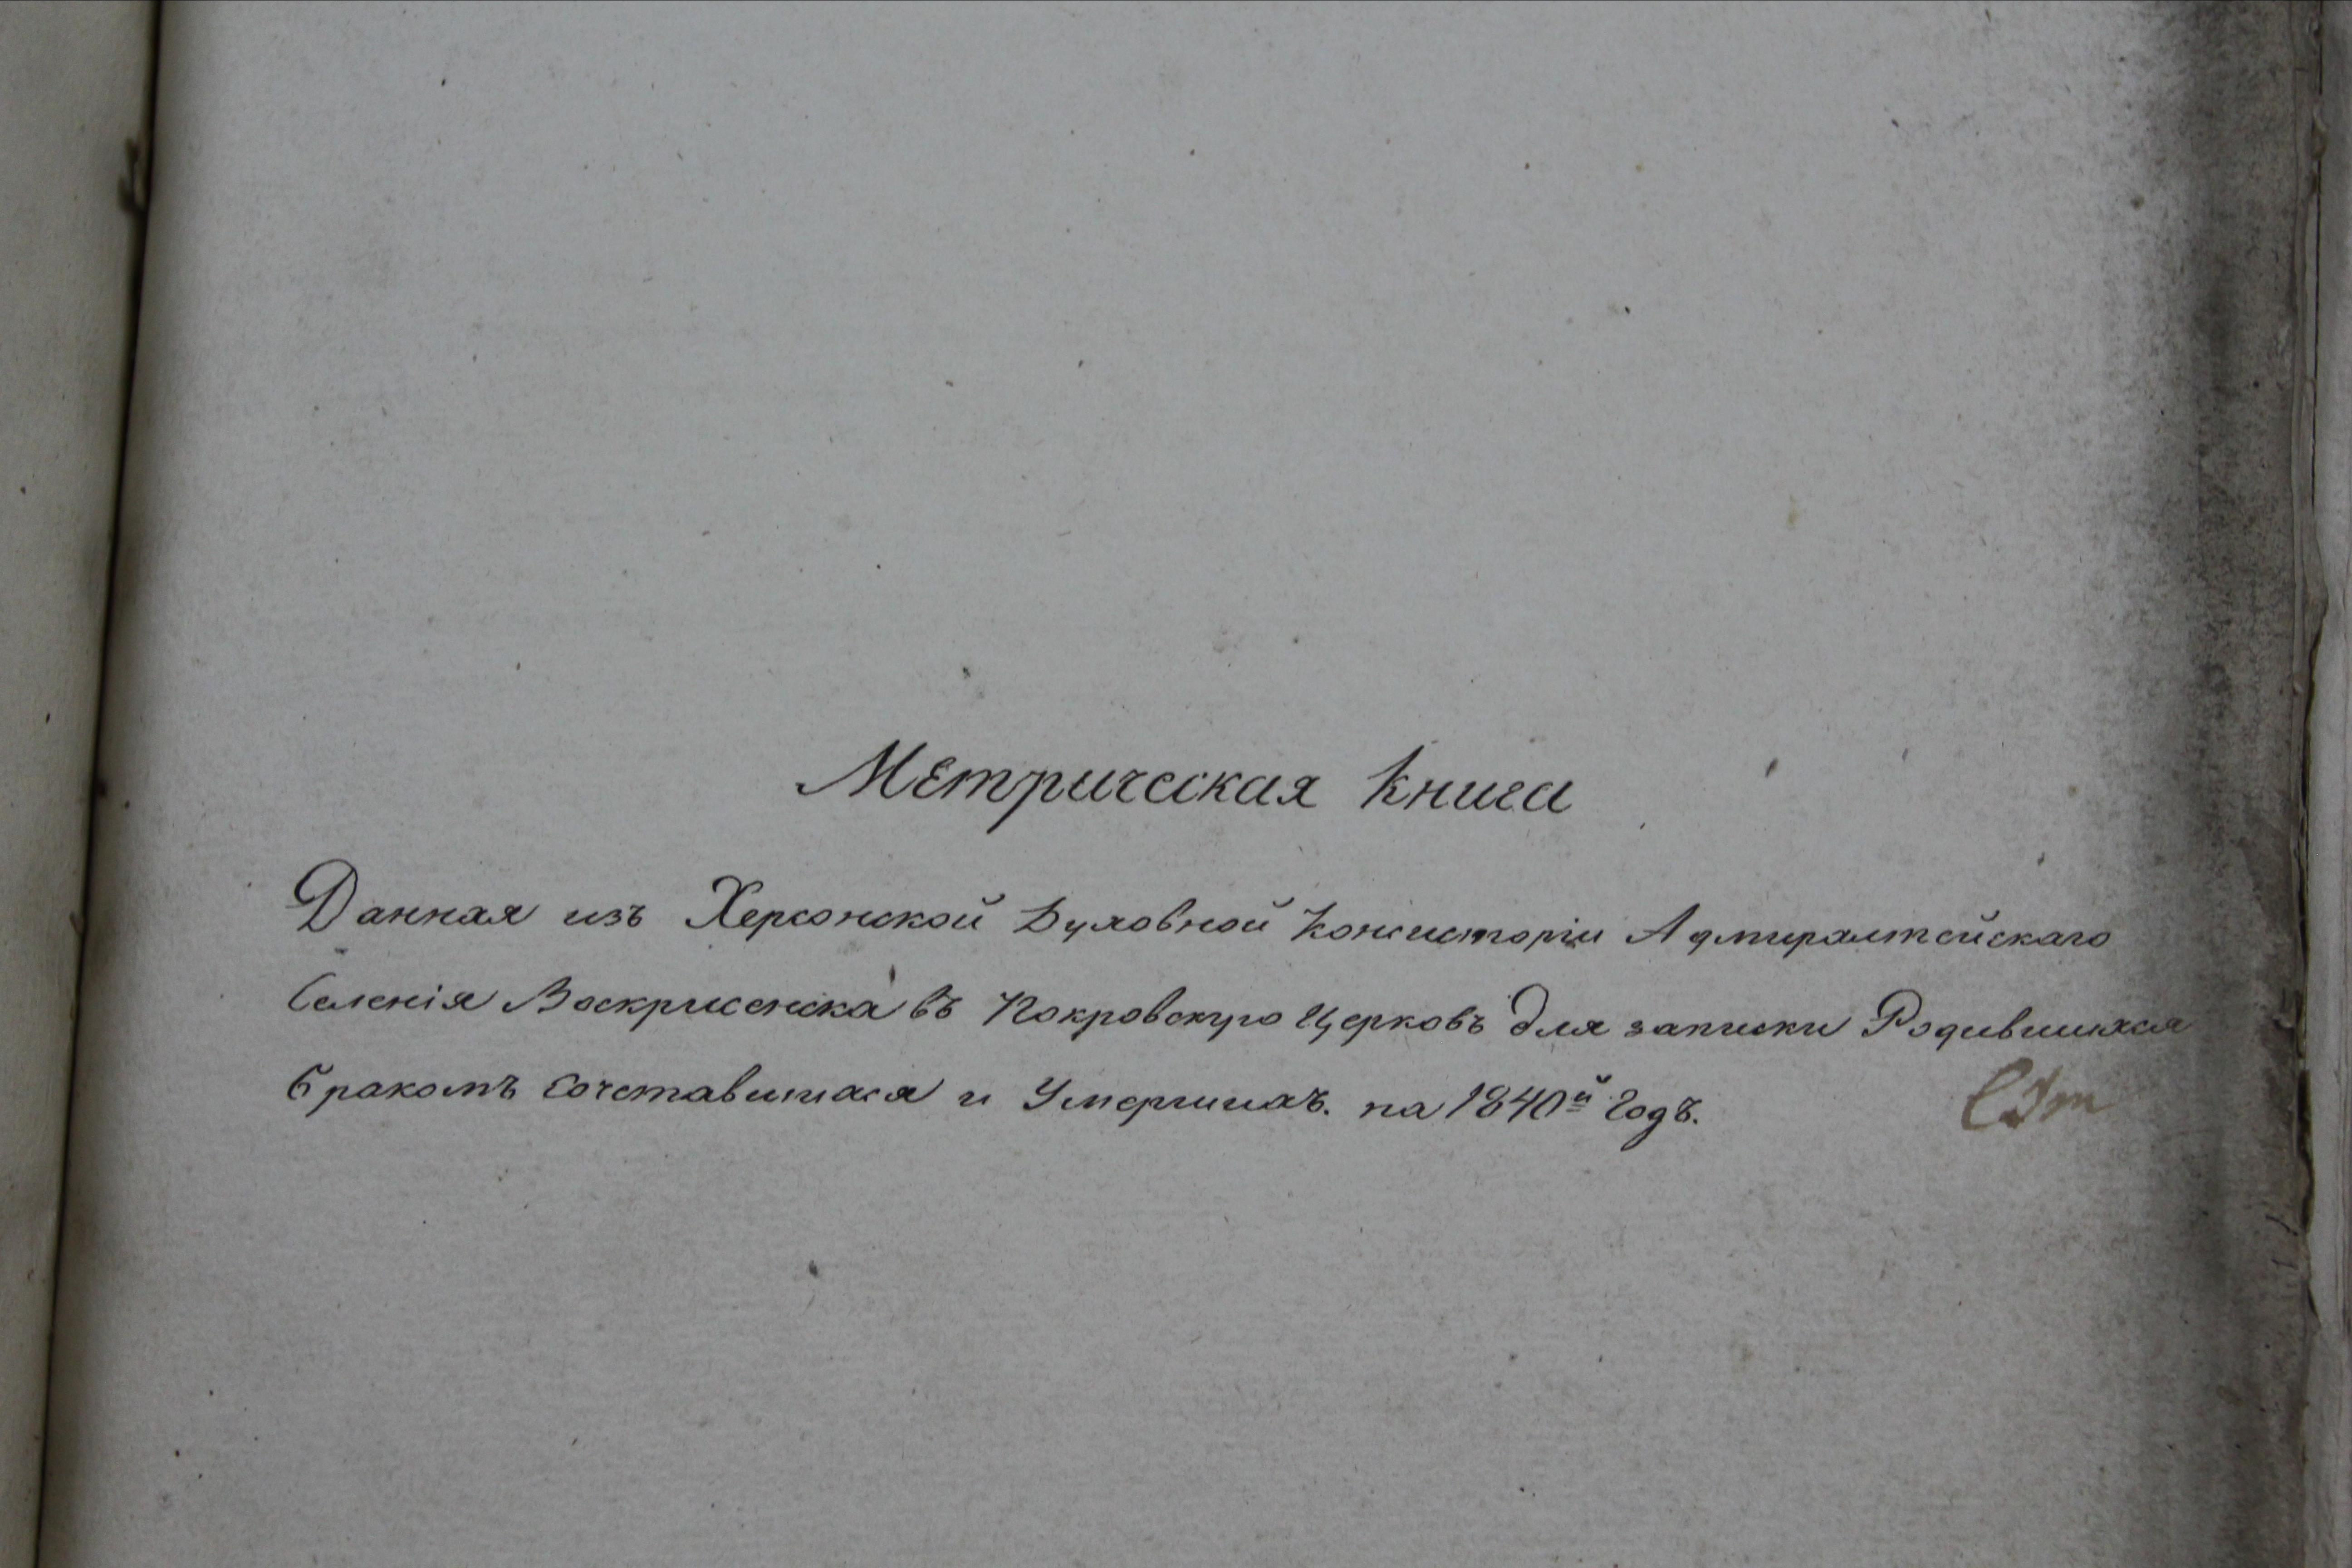 Метрическая книга
Данная изъ Херсонской Духовной Консисторіи Адмиралтейскаго
Селенія Воскрисенска въ Покровскую Церковь для записки Родившихся
бракомъ сочетавшихся и Умершихъ. на 1840й годъ.